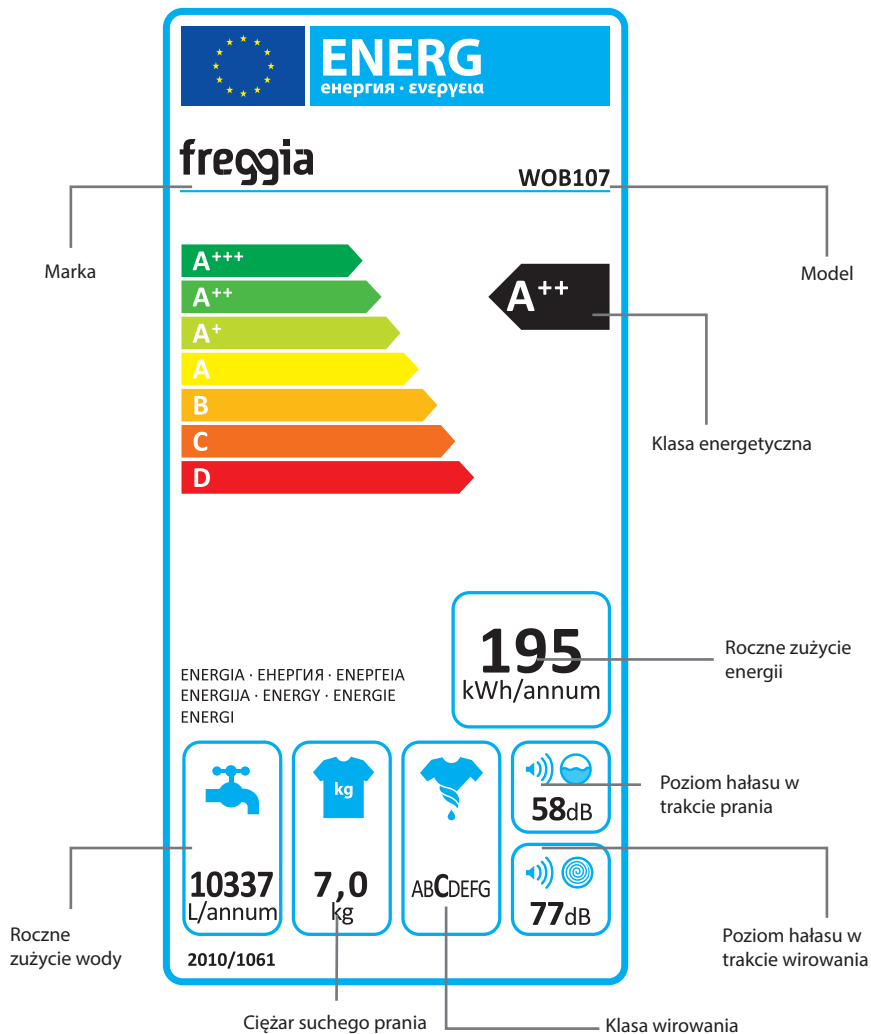 ENERG
енергия · ενεργεια
freggia
WOB107
Marka
Model
A+++
A++
A+
A
B
C
D
A++
Klasa energetyczna
195
kWh/annum
Roczne zużycie
energii
ENERGIA · ЕНЕРГИЯ · ΕΝΕΡΓΕΙΑ
ENERGIJA · ENERGY · ENERGIE
ENERGI
kg
58dB
Poziom hałasu w
trakcie prania
10337
L/annum
7,0
kg
ABCDEFG
77dB
Roczne
zużycie wody
Poziom hałasu w
trakcie wirowania
2010/1061
Ciężar suchego prania
Klasa wirowania